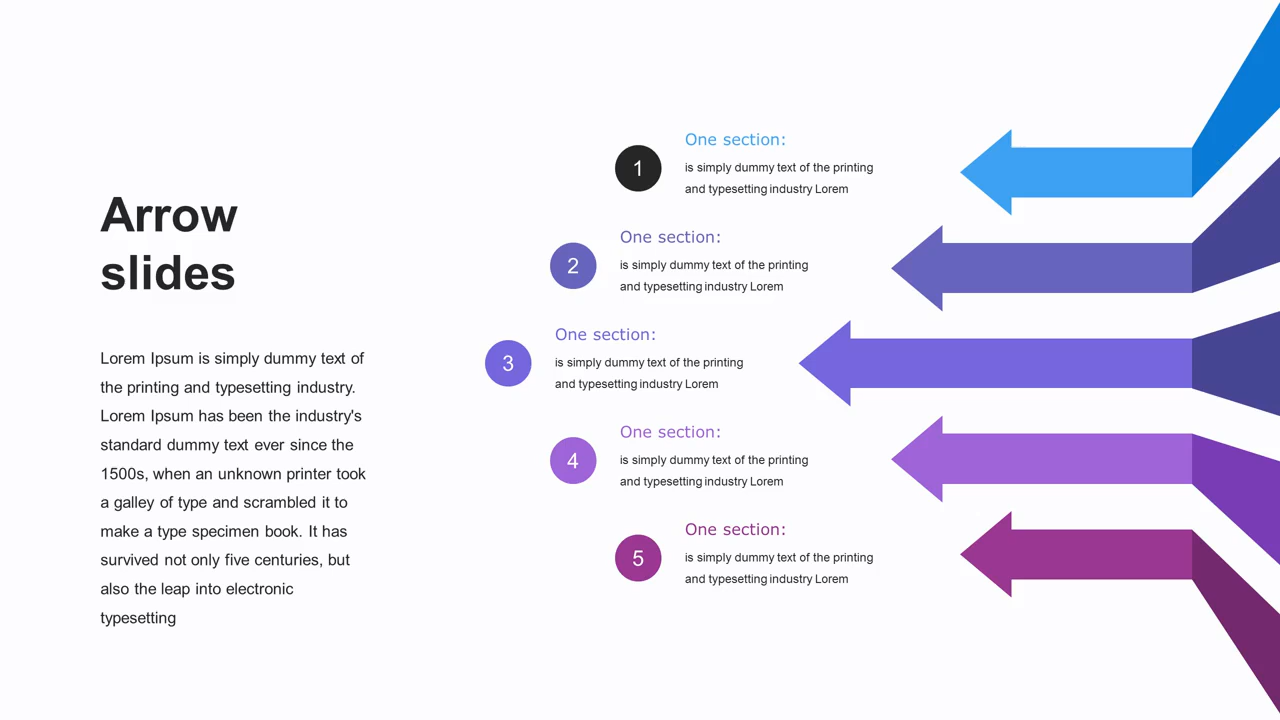 Arrow
slides
Lorem Ipsum is simply dummy text of
the printing and typesetting industry.
Lorem Ipsum has been the industry's
standard dummy text ever since the
1500s, when an unknown printer took
a galley of type and scrambled it to
make a type specimen book. It has
survived not only five centuries, but
also the leap into electronic
typesetting
1
One section:
is simply dummy text of the printing
and typesetting industry Lorem
2
One section:
is simply dummy text of the printing
and typesetting industry Lorem
3
One section:
is simply dummy text of the printing
and typesetting industry Lorem
4
One section:
is simply dummy text of the printing
and typesetting industry Lorem
5
One section:
is simply dummy text of the printing
and typesetting industry Lorem